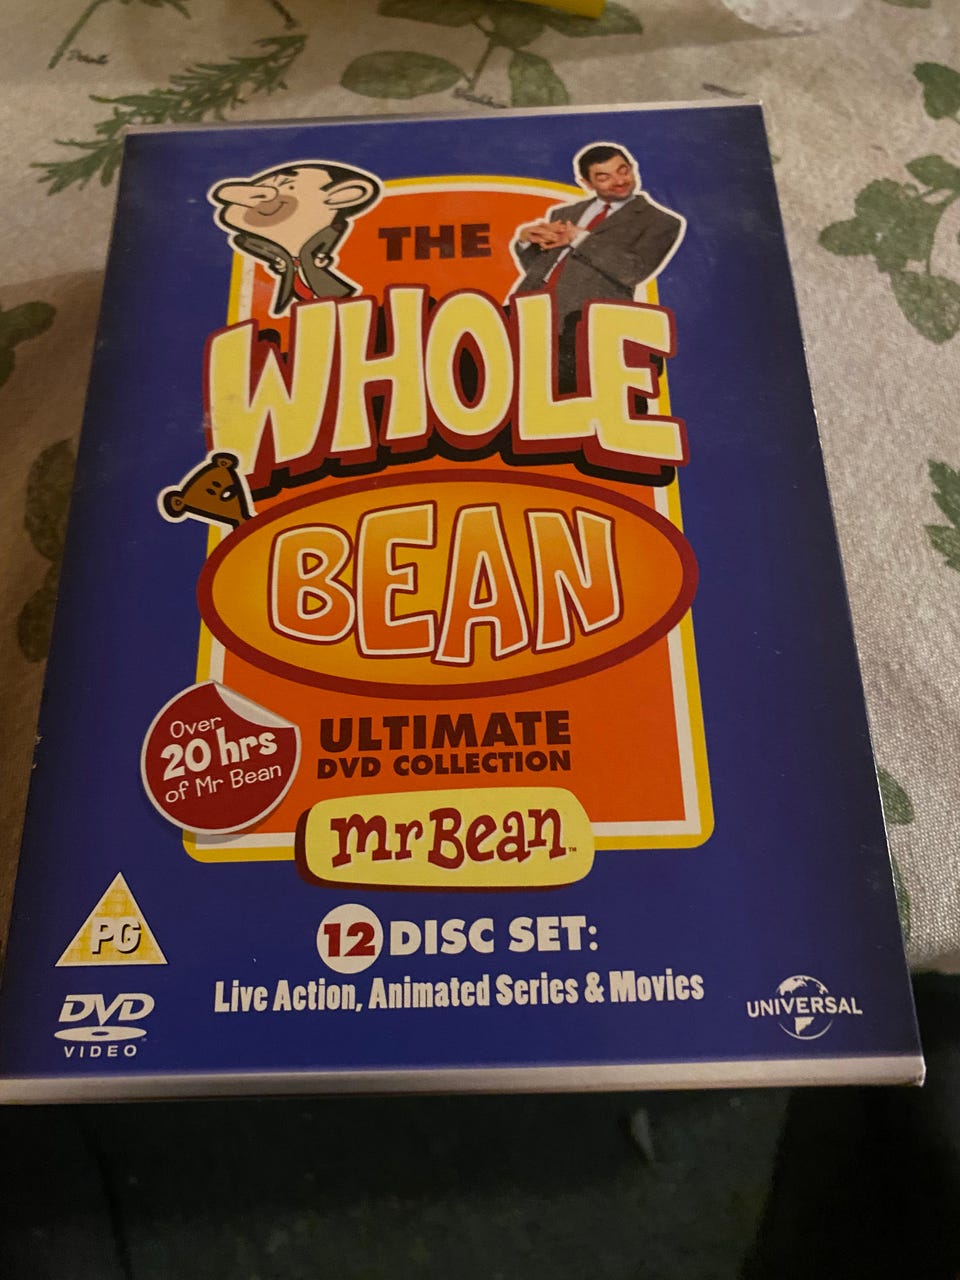 THE
WHOLE
BEAN
Over
20 hrs
of Mr Bean
ULTIMATE
DVD COLLECTION
mr Bean™
PG
12 DISC SET:
Live Action, Animated Series & Movies
DVD
VIDEO
UNIVERSAL